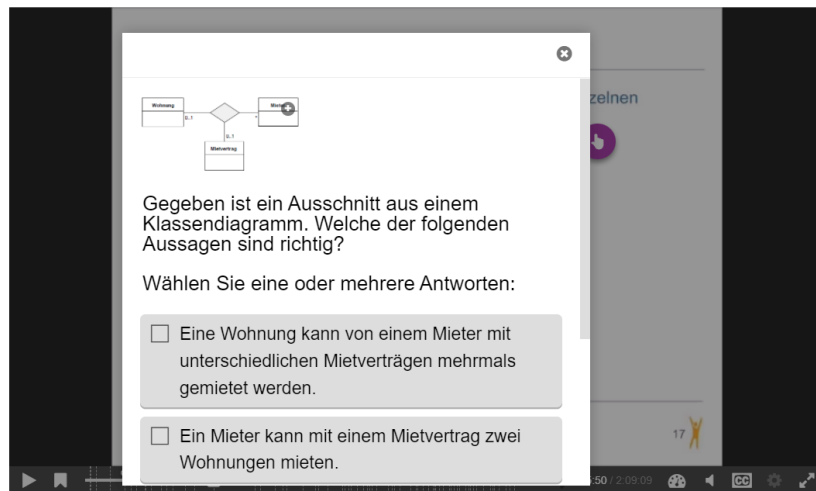 zelnen
Wohnung
Miete
0..1
*
0..1
Mietvertrag
Gegeben ist ein Ausschnitt aus einem
Klassendiagramm. Welche der folgenden
Aussagen sind richtig?
Wählen Sie eine oder mehrere Antworten:
Eine Wohnung kann von einem Mieter mit
unterschiedlichen Mietverträgen mehrmals
gemietet werden.
Ein Mieter kann mit einem Mietvertrag zwei
Wohnungen mieten.
17
:50 / 2:09:09
CC